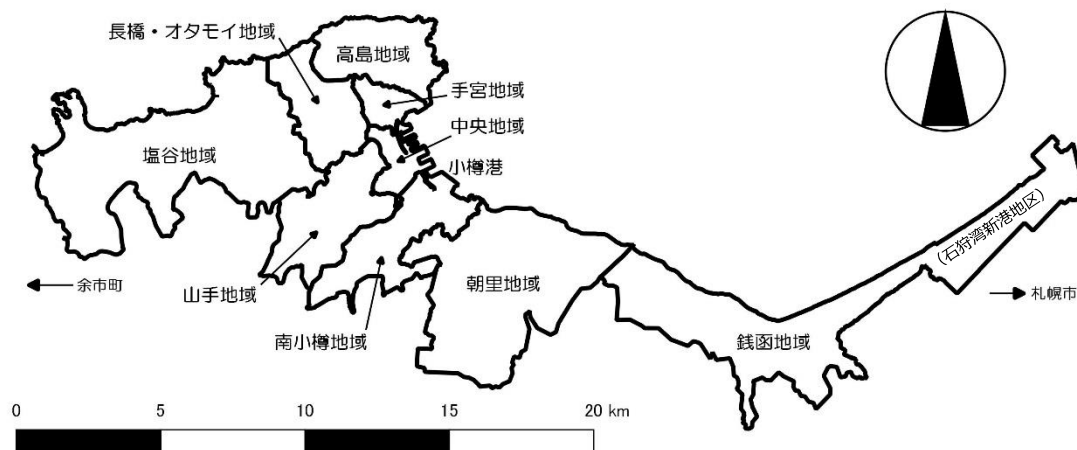 長橋・オタモイ地域
高島地域
手宮地域
中央地域
小樽港
塩谷地域
(石狩湾新港地区)
余市町
山手地域
朝里地域
札幌市
南小樽地域
銭函地域
0 5 10 15 20 km